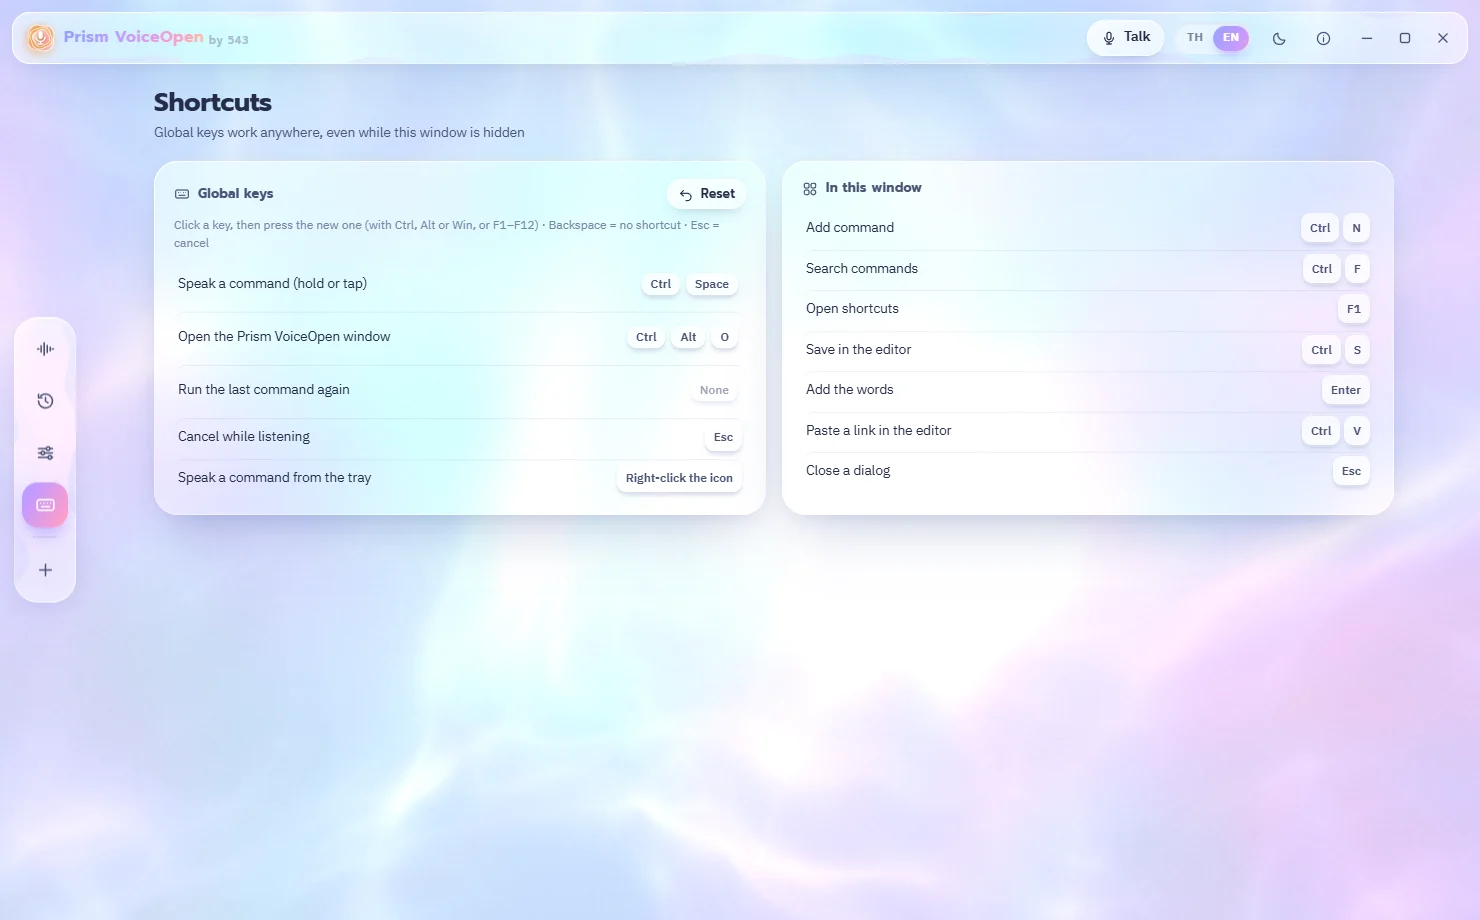 Prism VoiceOpen by 543
Talk
TH EN
Shortcuts
Global keys work anywhere, even while this window is hidden
Global keys
Reset
Click a key, then press the new one (with Ctrl, Alt or Win, or F1–F12) · Backspace = no shortcut · Esc =
cancel
Speak a command (hold or tap) Ctrl Space
Open the Prism VoiceOpen window Ctrl Alt O
Run the last command again None
Cancel while listening Esc
Speak a command from the tray Right-click the icon
In this window
Add command Ctrl N
Search commands Ctrl F
Open shortcuts F1
Save in the editor Ctrl S
Add the words Enter
Paste a link in the editor Ctrl V
Close a dialog Esc